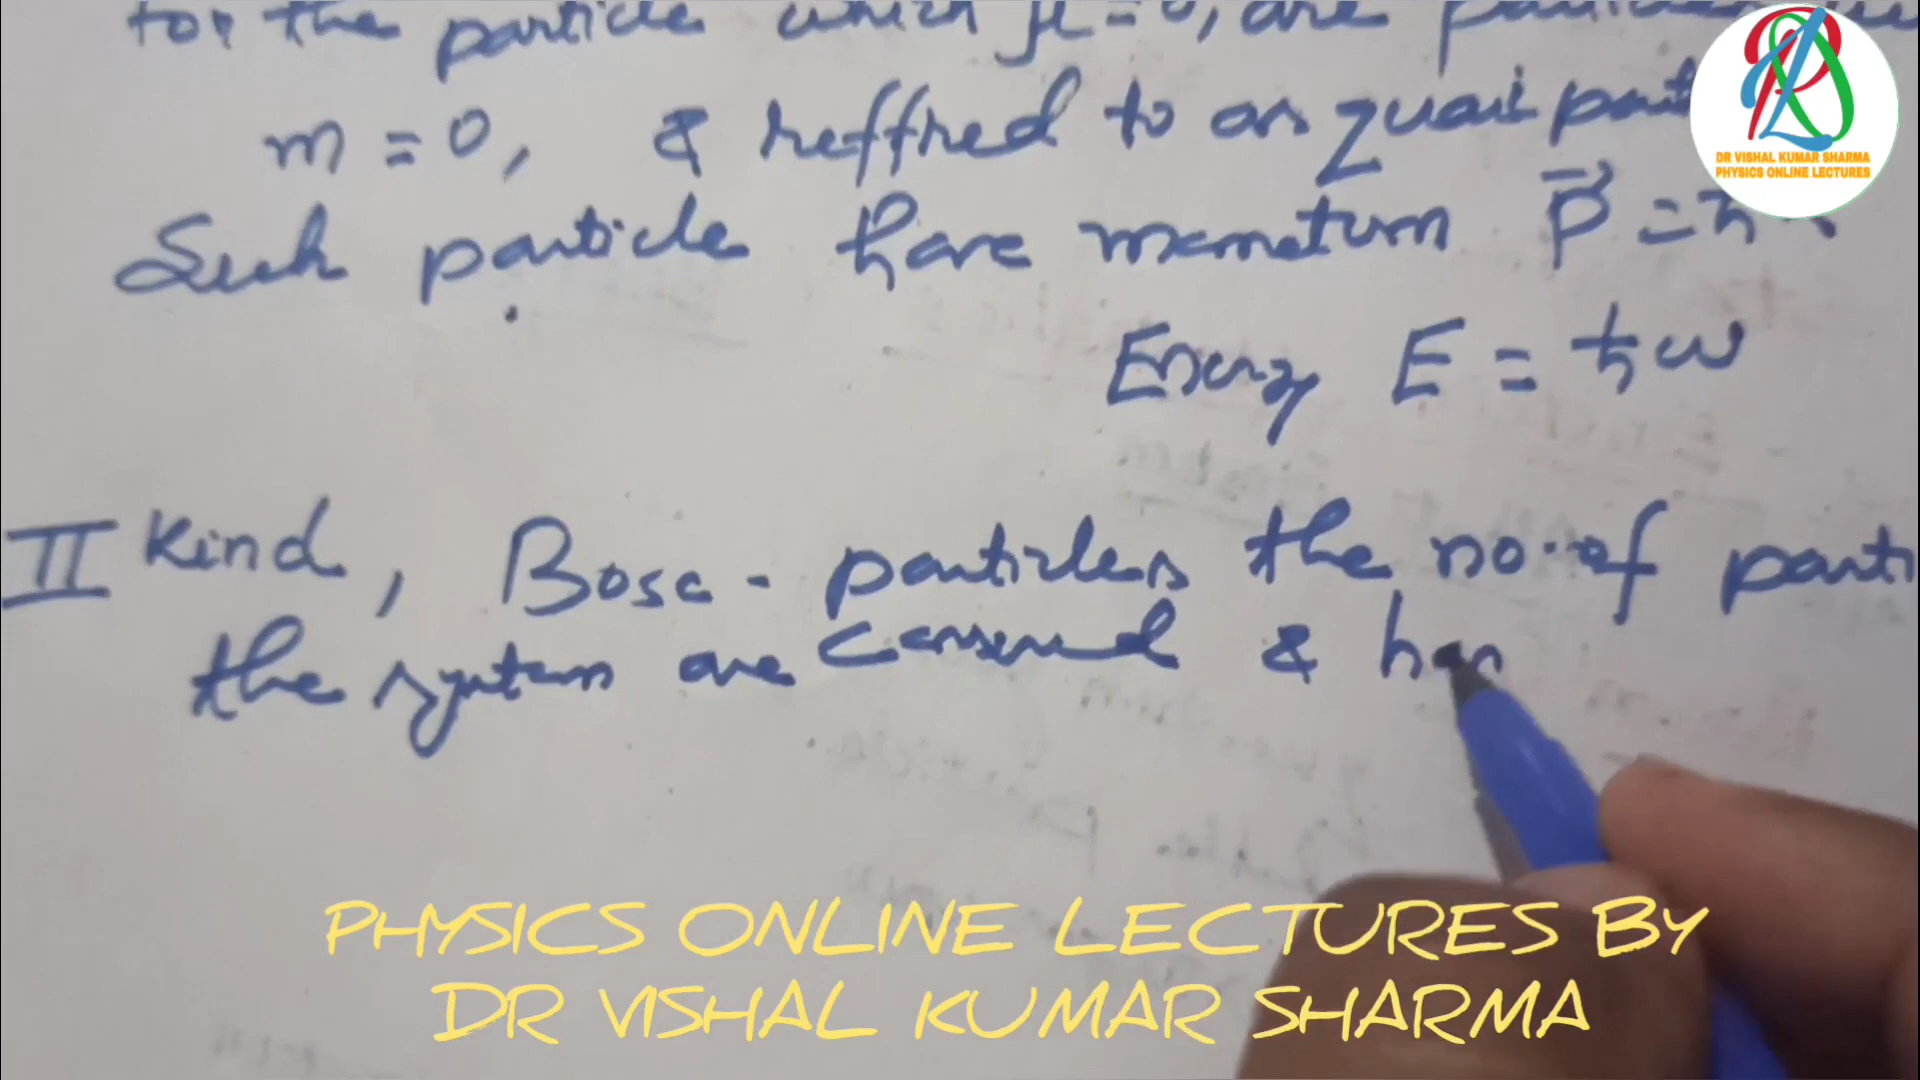 for the particle which μ = 0, are
m = 0, & reffred to as quasi part
Such particle have momentum P⃗ = ħ
Energy E = ħω
II Kind, Bose - particles the no. of parti
the system are conserved & has
DR VISHAL KUMAR SHARMA
PHYSICS ONLINE LECTURES
PHYSICS ONLINE LECTURES BY
DR VISHAL KUMAR SHARMA